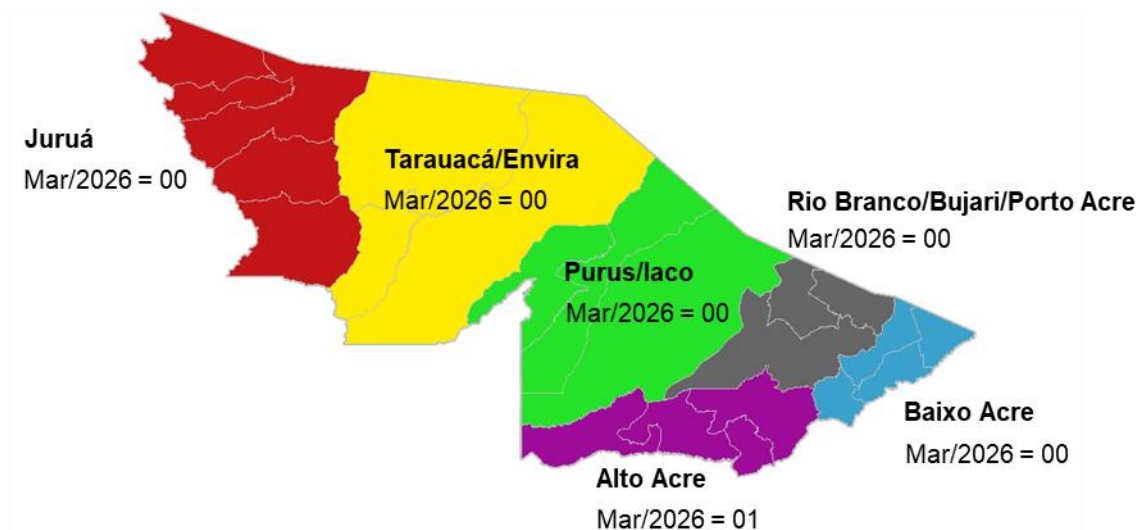 Juruá
Mar/2026 = 00
Tarauacá/Envira
Mar/2026 = 00
Rio Branco/Bujari/Porto Acre
Mar/2026 = 00
Purus/Iaco
Mar/2026 = 00
Baixo Acre
Mar/2026 = 00
Alto Acre
Mar/2026 = 01